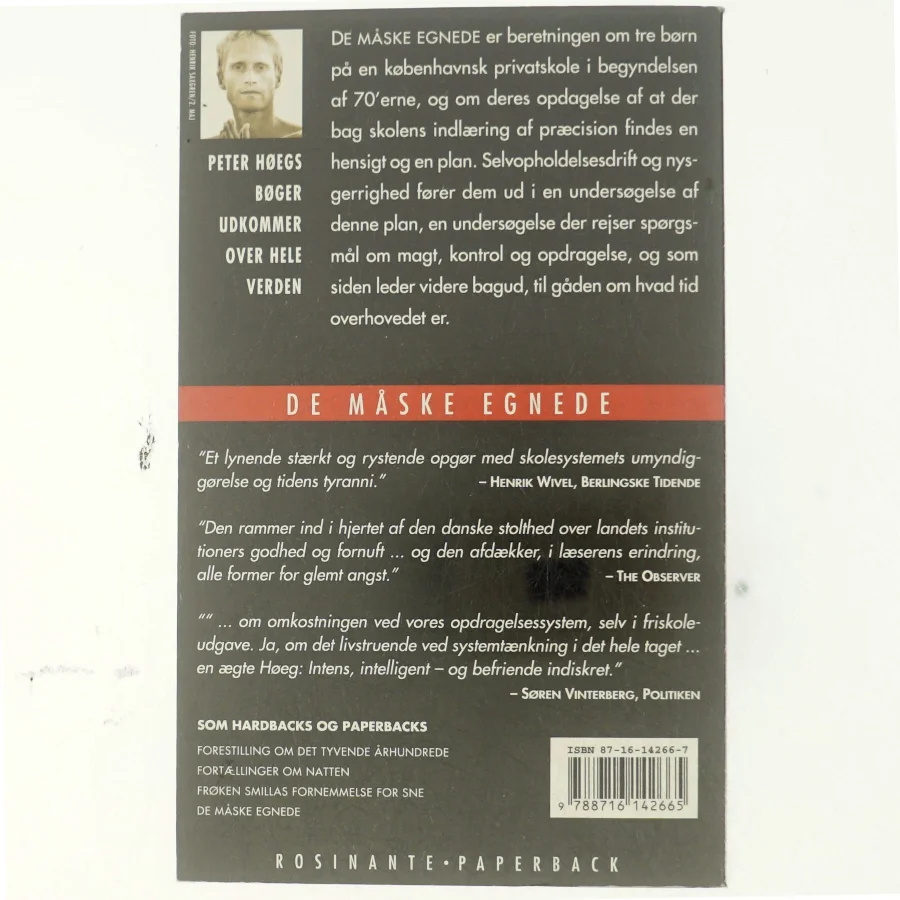 FOTO: HENRIK SAXGREN/2. MAJ
PETER HØEGS
BØGER
UDKOMMER
OVER HELE
VERDEN
DE MÅSKE EGNEDE er beretningen om tre børn
på en københavnsk privatskole i begyndelsen
af 70'erne, og om deres opdagelse af at der
bag skolens indlæring af præcision findes en
hensigt og en plan. Selvopholdelsesdrift og nys-
gerrighed fører dem ud i en undersøgelse af
denne plan, en undersøgelse der rejser spørgs-
mål om magt, kontrol og opdragelse, og som
siden leder videre bagud, til gåden om hvad tid
overhovedet er.
DE MÅSKE EGNEDE
"Et lynende stærkt og rystende opgør med skolesystemets umyndig-
gørelse og tidens tyranni."
– HENRIK WIVEL, BERLINGSKE TIDENDE
"Den rammer ind i hjertet af den danske stolthed over landets institu-
tioners godhed og fornuft ... og den afdækker, i læserens erindring,
alle former for glemt angst."
– THE OBSERVER
"" ... om omkostningen ved vores opdragelsessystem, selv i friskole-
udgave. Ja, om det livstruende ved systemtænkning i det hele taget ...
en ægte Høeg: Intens, intelligent – og befriende indiskret."
– SØREN VINTERBERG, POLITIKEN
SOM HARDBACKS OG PAPERBACKS
FORESTILLING OM DET TYVENDE ÅRHUNDREDE
FORTÆLLINGER OM NATTEN
FRØKEN SMILLAS FORNEMMELSE FOR SNE
DE MÅSKE EGNEDE
ISBN 87-16-14266-7
9 788716 142665
ROSINANTE • PAPERBACK